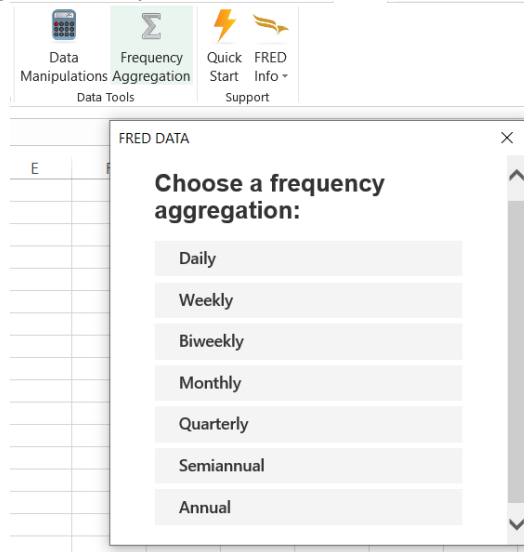 Data Manipulations
Frequency Aggregation
Quick Start
FRED Info
Data Tools
Support
FRED DATA
E
Choose a frequency
aggregation:
Daily
Weekly
Biweekly
Monthly
Quarterly
Semiannual
Annual